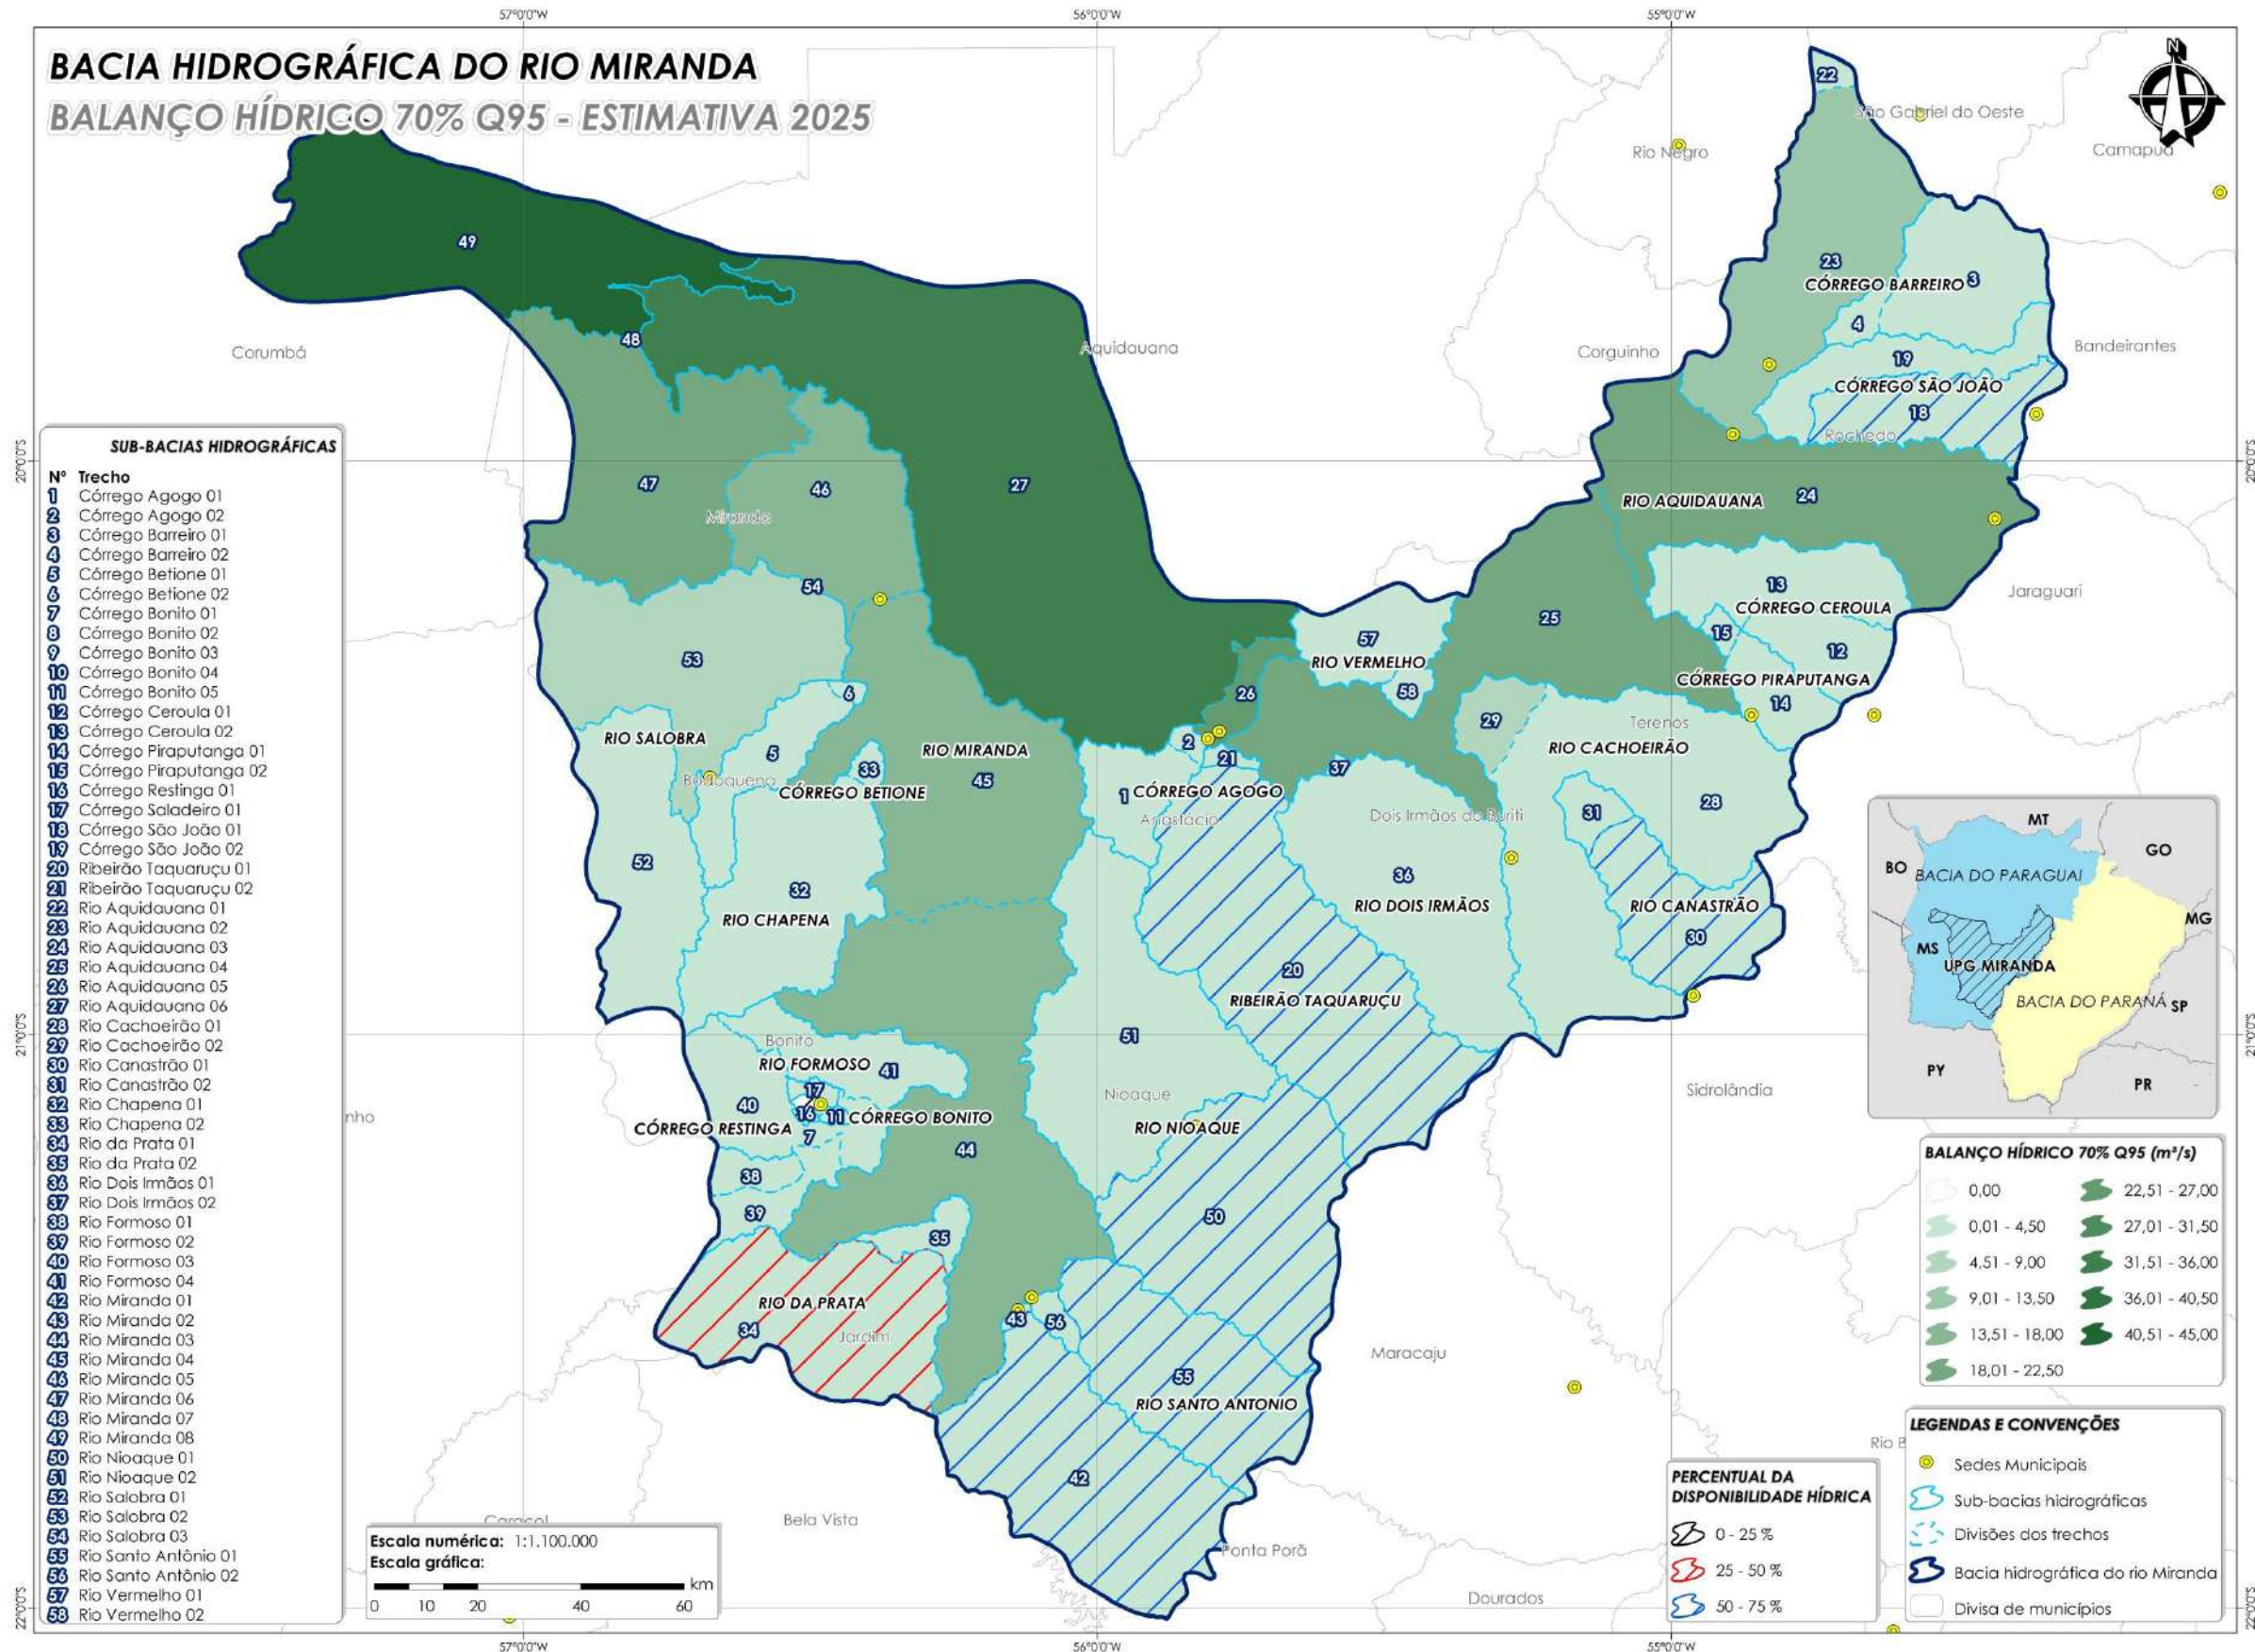 57°0'0"W
56°0'0"W
55°0'0"W
BACIA HIDROGRÁFICA DO RIO MIRANDA
BALANÇO HÍDRICO 70% Q95 - ESTIMATIVA 2025
N
22
São Gabriel do Oeste
Rio Negro
Camapuã
49
23
CÓRREGO BARREIRO
3
4
48
Corumbá
Aquidauana
Corguinho
Bandeirantes
19
CÓRREGO SÃO JOÃO
18
Rochedo
20°0'0"S
20°0'0"S
47
46
27
Miranda
RIO AQUIDAUANA
24
54
13
CÓRREGO CEROULA
Jaraguari
25
15
12
57
RIO VERMELHO
53
58
26
6
CÓRREGO PIRAPUTANGA
14
RIO SALOBRA
5
Bodoquena
33
CÓRREGO BETIONE
RIO MIRANDA
45
2
21
29
Terenos
RIO CACHOEIRÃO
37
1
CÓRREGO AGOGO
Anastácio
Dois Irmãos do Buriti
31
28
52
32
RIO CHAPENA
36
RIO DOIS IRMÃOS
RIO CANASTRÃO
30
20
RIBEIRÃO TAQUARUÇU
21°0'0"S
21°0'0"S
51
Bonito
RIO FORMOSO
41
17
40
16
11
CÓRREGO BONITO
CÓRREGO RESTINGA
7
nho
Nioaque
RIO NIOAQUE
Sidrolândia
44
38
39
35
50
RIO DA PRATA
34
Jardim
43
56
55
RIO SANTO ANTONIO
Maracaju
42
Rio B
Caracol
Bela Vista
Ponta Porã
Dourados
22°0'0"S
22°0'0"S
SUB-BACIAS HIDROGRÁFICAS
Nº Trecho
1 Córrego Agogo 01
2 Córrego Agogo 02
3 Córrego Barreiro 01
4 Córrego Barreiro 02
5 Córrego Betione 01
6 Córrego Betione 02
7 Córrego Bonito 01
8 Córrego Bonito 02
9 Córrego Bonito 03
10 Córrego Bonito 04
11 Córrego Bonito 05
12 Córrego Ceroula 01
13 Córrego Ceroula 02
14 Córrego Piraputanga 01
15 Córrego Piraputanga 02
16 Córrego Restinga 01
17 Córrego Saladeiro 01
18 Córrego São João 01
19 Córrego São João 02
20 Ribeirão Taquaruçu 01
21 Ribeirão Taquaruçu 02
22 Rio Aquidauana 01
23 Rio Aquidauana 02
24 Rio Aquidauana 03
25 Rio Aquidauana 04
26 Rio Aquidauana 05
27 Rio Aquidauana 06
28 Rio Cachoeirão 01
29 Rio Cachoeirão 02
30 Rio Canastrão 01
31 Rio Canastrão 02
32 Rio Chapena 01
33 Rio Chapena 02
34 Rio da Prata 01
35 Rio da Prata 02
36 Rio Dois Irmãos 01
37 Rio Dois Irmãos 02
38 Rio Formoso 01
39 Rio Formoso 02
40 Rio Formoso 03
41 Rio Formoso 04
42 Rio Miranda 01
43 Rio Miranda 02
44 Rio Miranda 03
45 Rio Miranda 04
46 Rio Miranda 05
47 Rio Miranda 06
48 Rio Miranda 07
49 Rio Miranda 08
50 Rio Nioaque 01
51 Rio Nioaque 02
52 Rio Salobra 01
53 Rio Salobra 02
54 Rio Salobra 03
55 Rio Santo Antônio 01
56 Rio Santo Antônio 02
57 Rio Vermelho 01
58 Rio Vermelho 02
Escala numérica: 1:1.100.000
Escala gráfica:
km
0 10 20 40 60
MT
GO
BO
BACIA DO PARAGUAI
MG
MS
UPG MIRANDA
BACIA DO PARANÁ
SP
PY
PR
BALANÇO HÍDRICO 70% Q95 (m³/s)
0,00
0,01 - 4,50
4,51 - 9,00
9,01 - 13,50
13,51 - 18,00
18,01 - 22,50
22,51 - 27,00
27,01 - 31,50
31,51 - 36,00
36,01 - 40,50
40,51 - 45,00
PERCENTUAL DA
DISPONIBILIDADE HÍDRICA
0 - 25 %
25 - 50 %
50 - 75 %
LEGENDAS E CONVENÇÕES
Sedes Municipais
Sub-bacias hidrográficas
Divisões dos trechos
Bacia hidrográfica do rio Miranda
Divisa de municípios
57°0'0"W
56°0'0"W
55°0'0"W